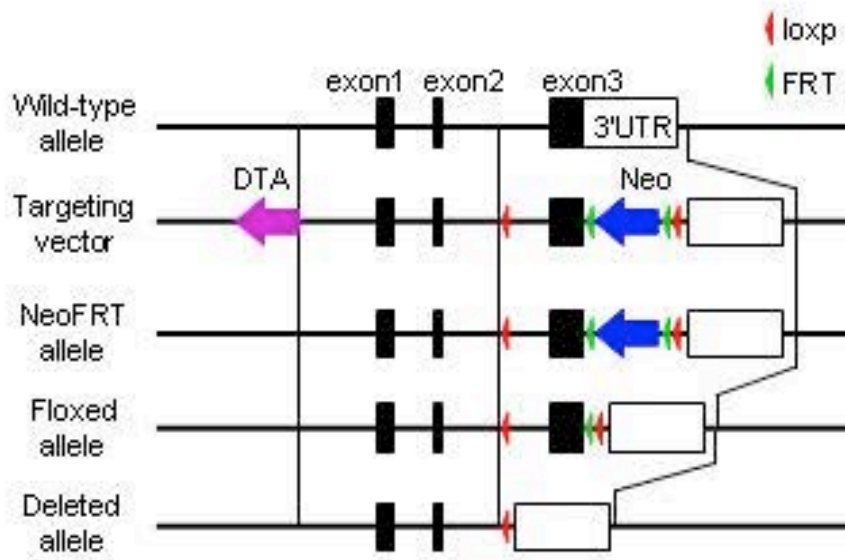 loxp
FRT
exon1 exon2 exon3
Wild-type
allele
3'UTR
DTA
Neo
Targeting
vector
NeoFRT
allele
Floxed
allele
Deleted
allele